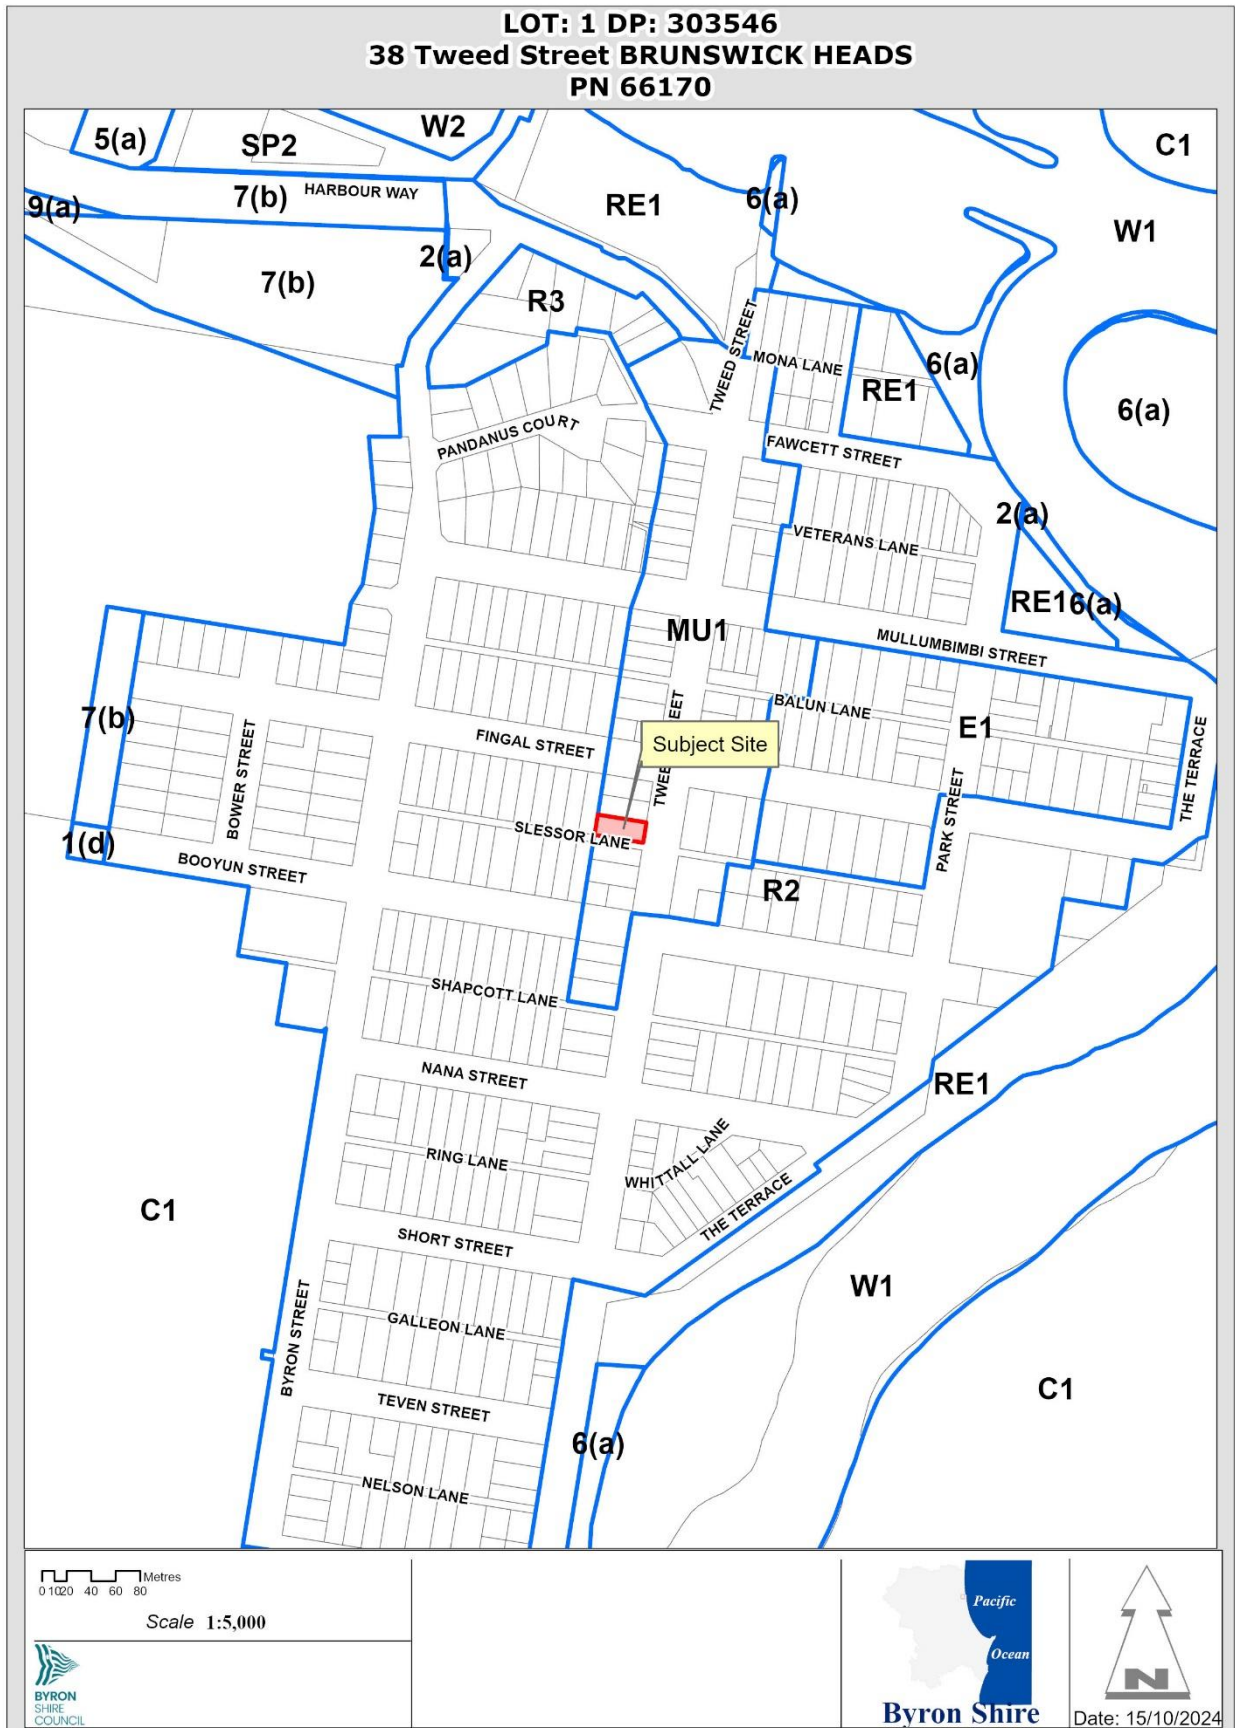 LOT: 1 DP: 303546
38 Tweed Street BRUNSWICK HEADS
PN 66170
5(a)
SP2
W2
C1
9(a)
7(b)
HARBOUR WAY
RE1
6(a)
W1
2(a)
7(b)
R3
TWEED STREET
MONA LANE
6(a)
RE1
6(a)
PANDANUS COURT
FAWCETT STREET
2(a)
VETERANS LANE
RE1
6(a)
MU1
MULLUMBIMBI STREET
7(b)
BALUN LANE
E1
BOWER STREET
FINGAL STREET
Subject Site
TWEE
EET
THE TERRACE
SLESSOR LANE
PARK STREET
1(d)
BOOYUN STREET
R2
SHAPCOTT LANE
NANA STREET
RE1
RING LANE
WHITTALL LANE
THE TERRACE
C1
SHORT STREET
W1
BYRON STREET
GALLEON LANE
C1
TEVEN STREET
6(a)
NELSON LANE
Metres
0 10 20 40 60 80
Scale 1:5,000
BYRON
SHIRE
COUNCIL
Pacific
Ocean
Byron Shire
N
Date: 15/10/2024